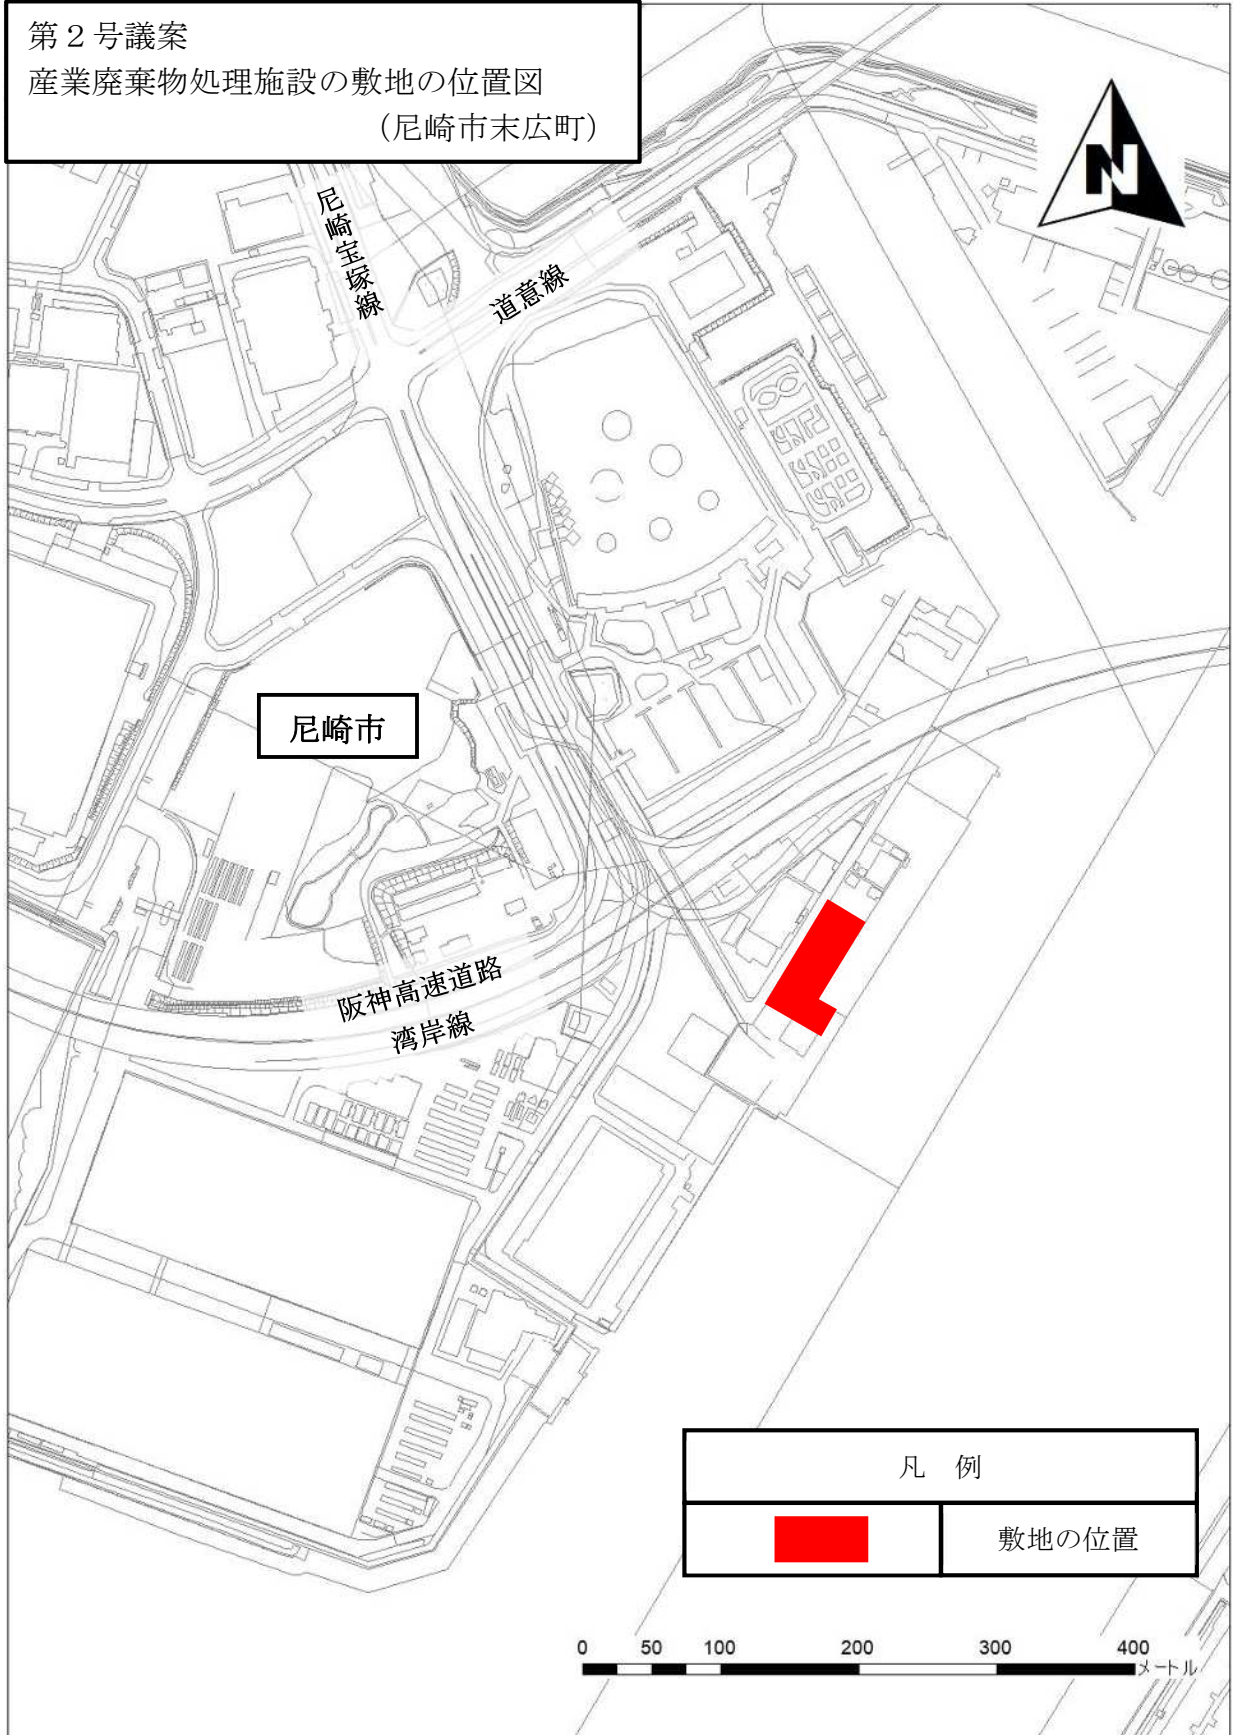 第２号議案
産業廃棄物処理施設の敷地の位置図
（尼崎市末広町）
N
尼崎宝塚線
道意線
尼崎市
阪神高速道路
湾岸線
凡　例
敷地の位置
0 50 100 200 300 400
メートル